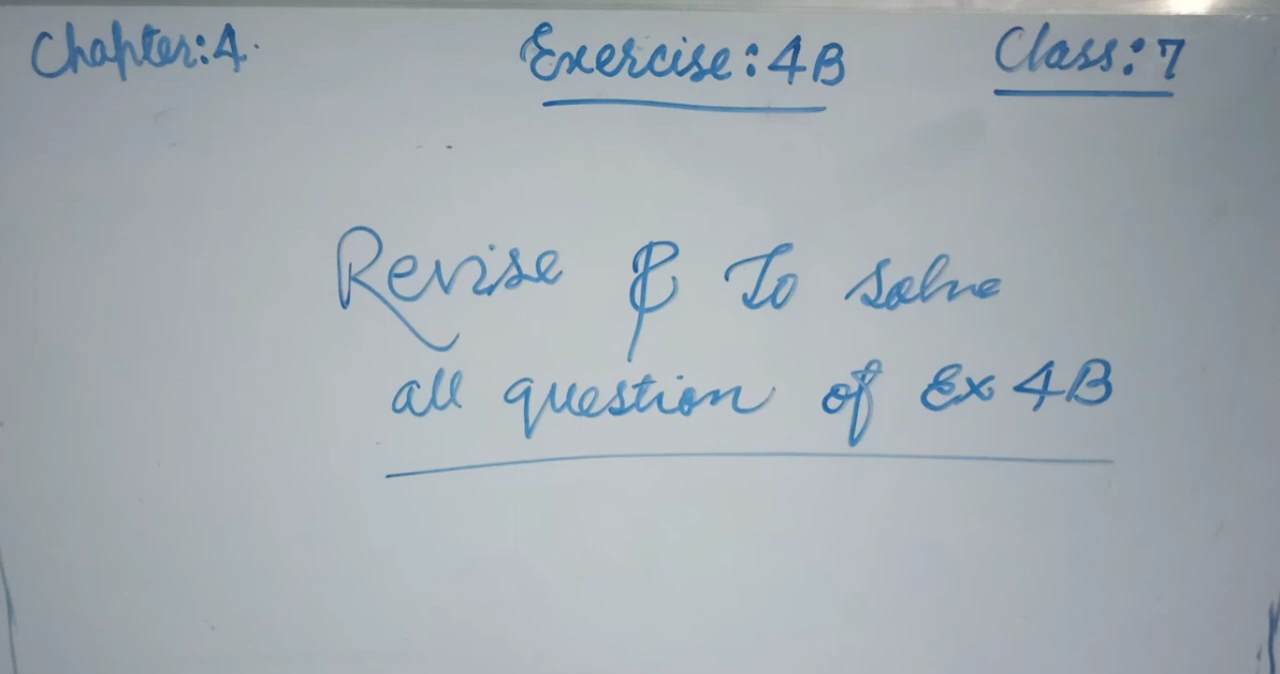 Chapter:4. Exercise:4B Class:7
Revise & To Solve
all question of Ex 4B